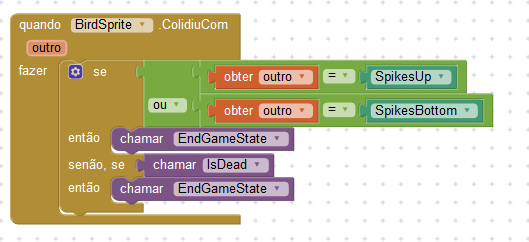 quando BirdSprite .ColidiuCom
outro
fazer se obter outro = SpikesUp
ou obter outro = SpikesBottom
então chamar EndGameState
senão, se chamar IsDead
então chamar EndGameState